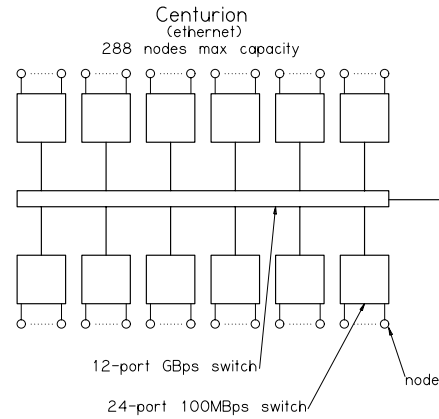 Centurion
(ethernet)
288 nodes max capacity
12-port GBps switch
node
24-port 100MBps switch